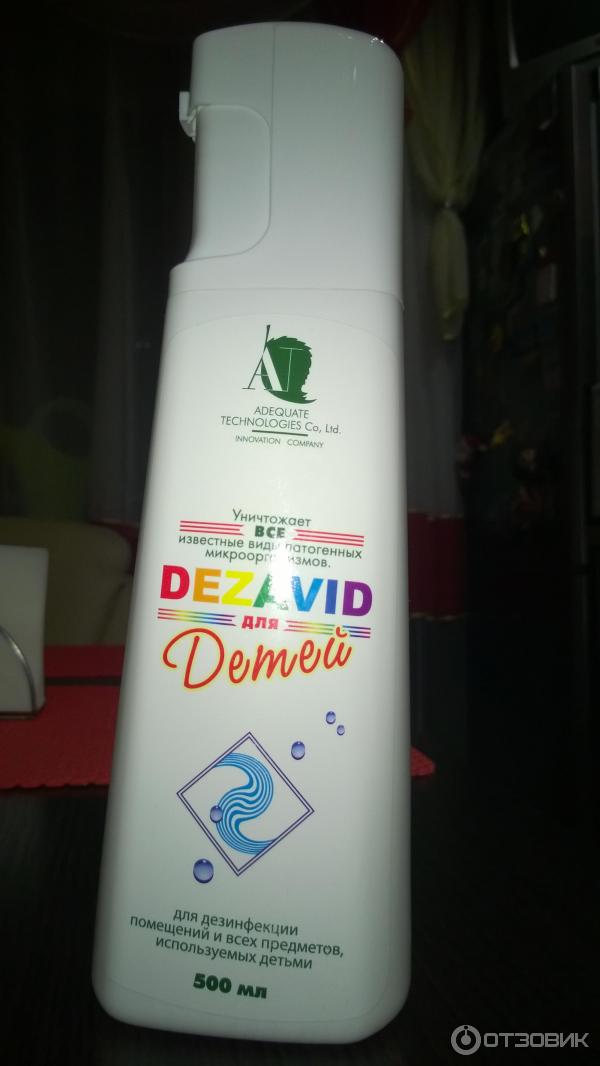 AT
ADEQUATE
TECHNOLOGIES Co, Ltd.
INNOVATION COMPANY
Уничтожает
ВСЕ
известные виды патогенных
микроорганизмов.
DEZAVID
для
Детей
для дезинфекции
помещений и всех предметов,
используемых детьми
500 мл
ОТЗОВИК